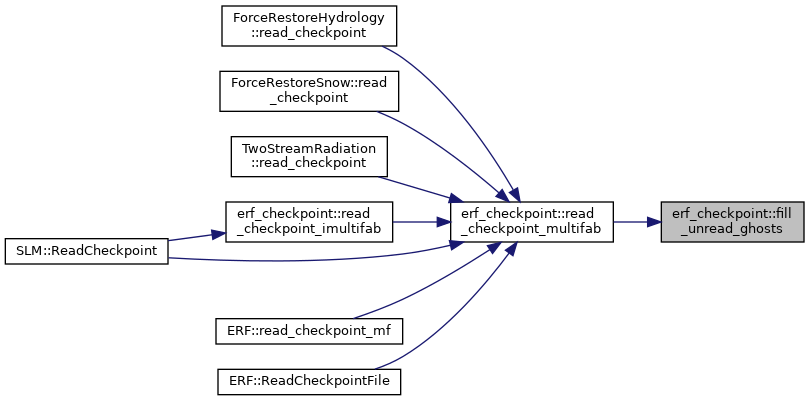 ForceRestoreHydrology
::read_checkpoint
ForceRestoreSnow::read
_checkpoint
TwoStreamRadiation
::read_checkpoint
erf_checkpoint::read
_checkpoint_imultifab
erf_checkpoint::read
_checkpoint_multifab
erf_checkpoint::fill
_unread_ghosts
SLM::ReadCheckpoint
ERF::read_checkpoint_mf
ERF::ReadCheckpointFile